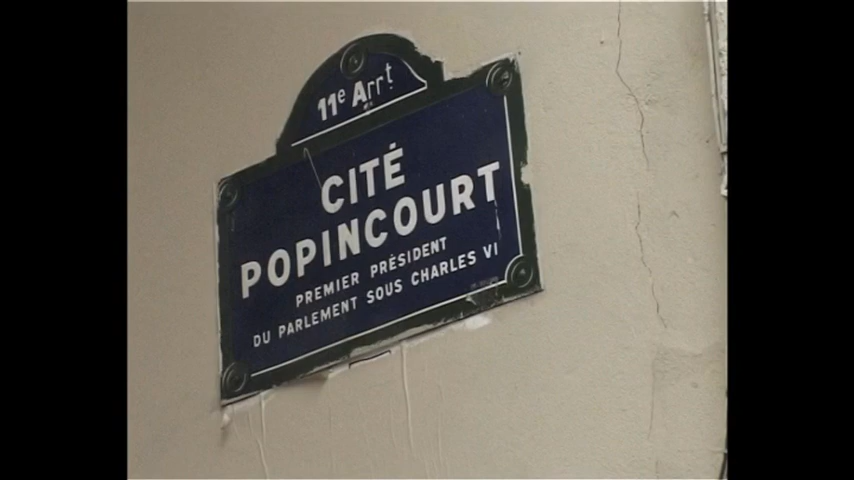 11e Arrt
CITÉ
POPINCOURT
PREMIER PRÉSIDENT
DU PARLEMENT SOUS CHARLES VI